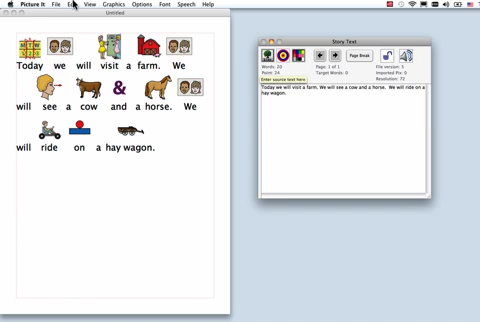 Picture It File Edit View Graphics Options Font Speech Help
Untitled
M T W
Today we will visit a farm. We
&
will see a cow and a horse. We
will ride on a hay wagon.
Story Text
Page Break
Words: 20 Page: 1 of 1 File version: 5
Point: 24 Target Words: 0 Imported Pix: 0
Enter source text here Resolution: 72
Today we will visit a farm. We will see a cow and a horse. We will ride on a
hay wagon.